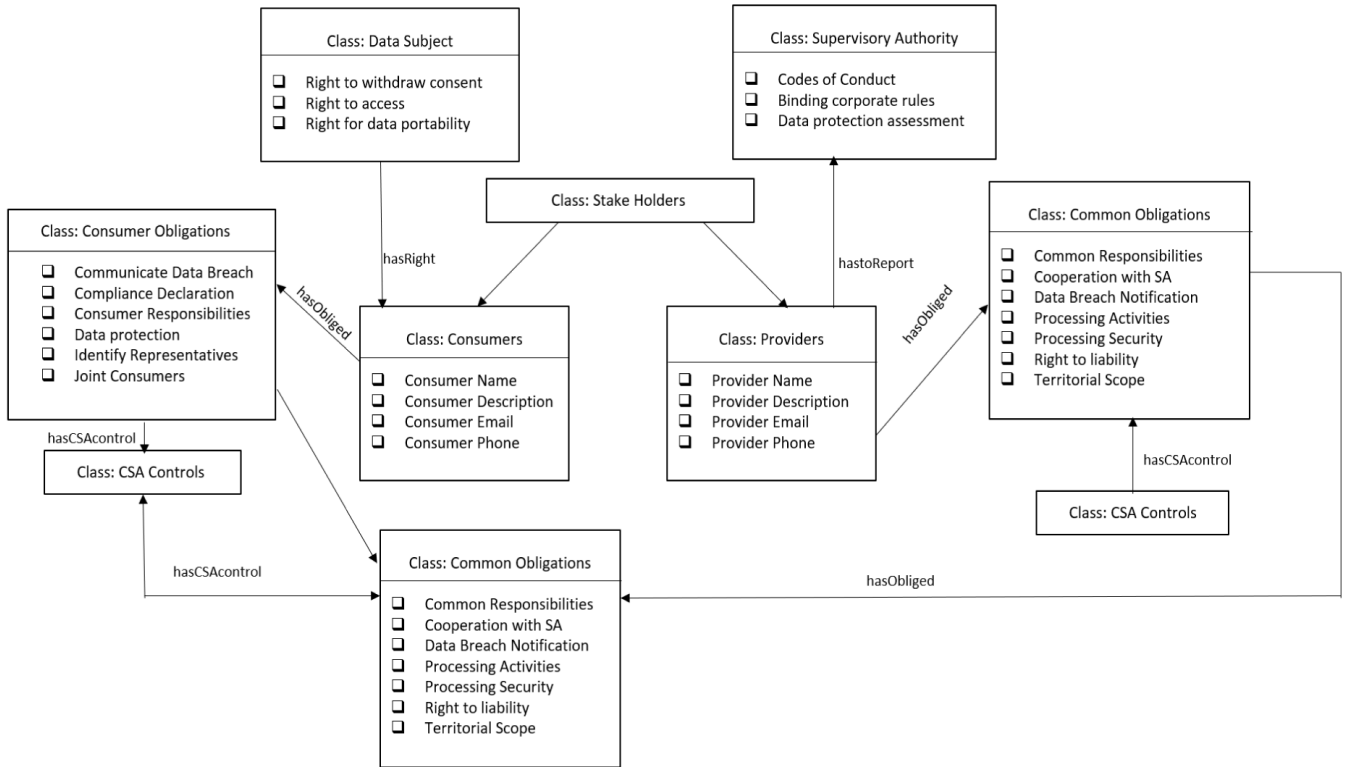 Class: Data Subject
Right to withdraw consent
Right to access
Right for data portability
Class: Supervisory Authority
Codes of Conduct
Binding corporate rules
Data protection assessment
Class: Stake Holders
Class: Consumer Obligations
Communicate Data Breach
Compliance Declaration
Consumer Responsibilities
Data protection
Identify Representatives
Joint Consumers
hasRight
hastoReport
hasObliged
hasObliged
Class: Common Obligations
Common Responsibilities
Cooperation with SA
Data Breach Notification
Processing Activities
Processing Security
Right to liability
Territorial Scope
Class: Consumers
Consumer Name
Consumer Description
Consumer Email
Consumer Phone
Class: Providers
Provider Name
Provider Description
Provider Email
Provider Phone
hasCSAcontrol
Class: CSA Controls
hasCSAcontrol
Class: CSA Controls
hasCSAcontrol
hasObliged
Class: Common Obligations
Common Responsibilities
Cooperation with SA
Data Breach Notification
Processing Activities
Processing Security
Right to liability
Territorial Scope